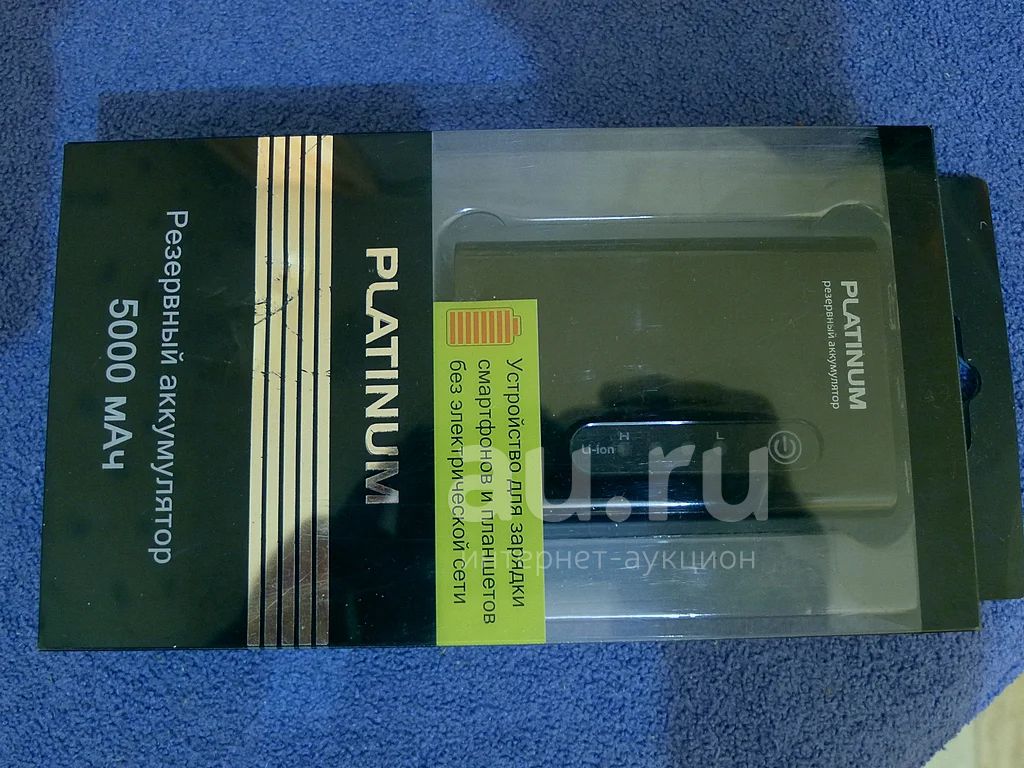 PLATINUM
резервный аккумулятор
L
H
Li-ion
Устройство для зарядки
смартфонов и планшетов
без электрической сети
PLATINUM
Резервный аккумулятор
5000 мАч
au.ru
интернет-аукцион